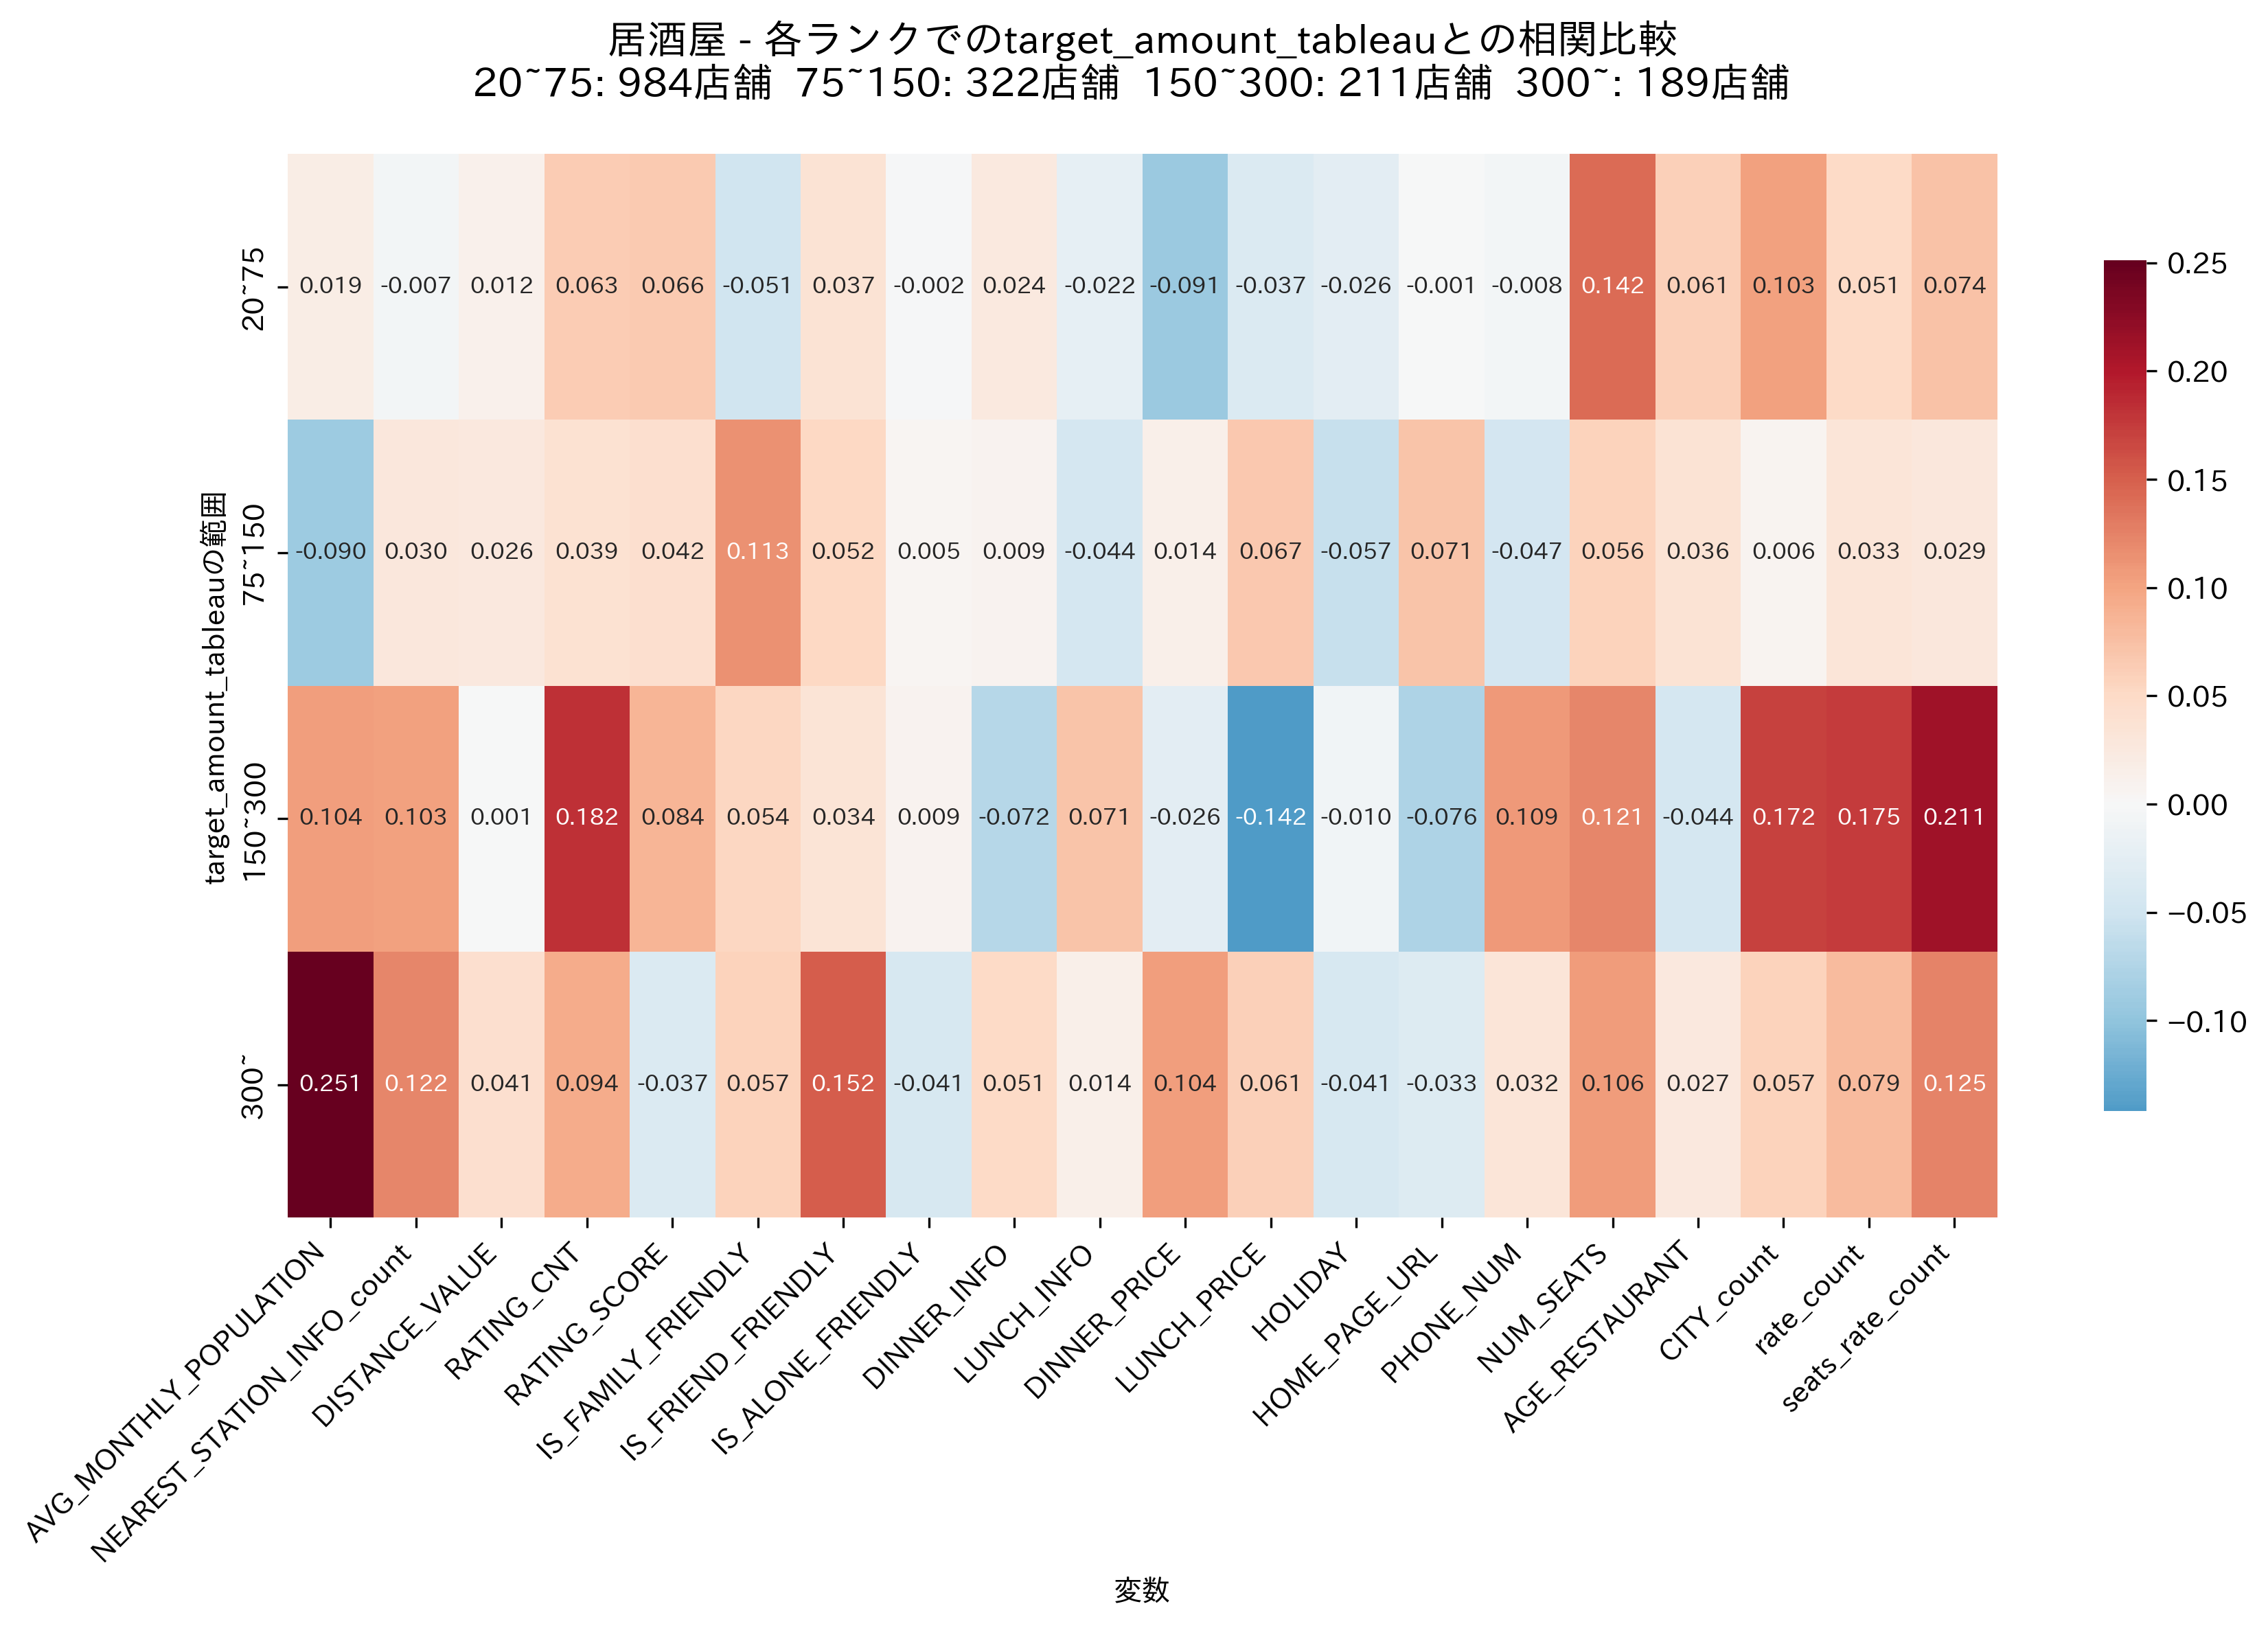 居酒屋 - 各ランクでのtarget_amount_tableauとの相関比較
20~75: 984店舗  75~150: 322店舗  150~300: 211店舗  300~: 189店舗
target_amount_tableauの範囲
20~75
0.019 -0.007 0.012 0.063 0.066 -0.051 0.037 -0.002 0.024 -0.022 -0.091 -0.037 -0.026 -0.001 -0.008 0.142 0.061 0.103 0.051 0.074
75~150
-0.090 0.030 0.026 0.039 0.042 0.113 0.052 0.005 0.009 -0.044 0.014 0.067 -0.057 0.071 -0.047 0.056 0.036 0.006 0.033 0.029
150~300
0.104 0.103 0.001 0.182 0.084 0.054 0.034 0.009 -0.072 0.071 -0.026 -0.142 -0.010 -0.076 0.109 0.121 -0.044 0.172 0.175 0.211
300~
0.251 0.122 0.041 0.094 -0.037 0.057 0.152 -0.041 0.051 0.014 0.104 0.061 -0.041 -0.033 0.032 0.106 0.027 0.057 0.079 0.125
AVG_MONTHLY_POPULATION
NEAREST_STATION_INFO_count
DISTANCE_VALUE
RATING_CNT
RATING_SCORE
IS_FAMILY_FRIENDLY
IS_FRIEND_FRIENDLY
IS_ALONE_FRIENDLY
DINNER_INFO
LUNCH_INFO
DINNER_PRICE
LUNCH_PRICE
HOLIDAY
HOME_PAGE_URL
PHONE_NUM
NUM_SEATS
AGE_RESTAURANT
CITY_count
rate_count
seats_rate_count
変数
0.25
0.20
0.15
0.10
0.05
0.00
−0.05
−0.10